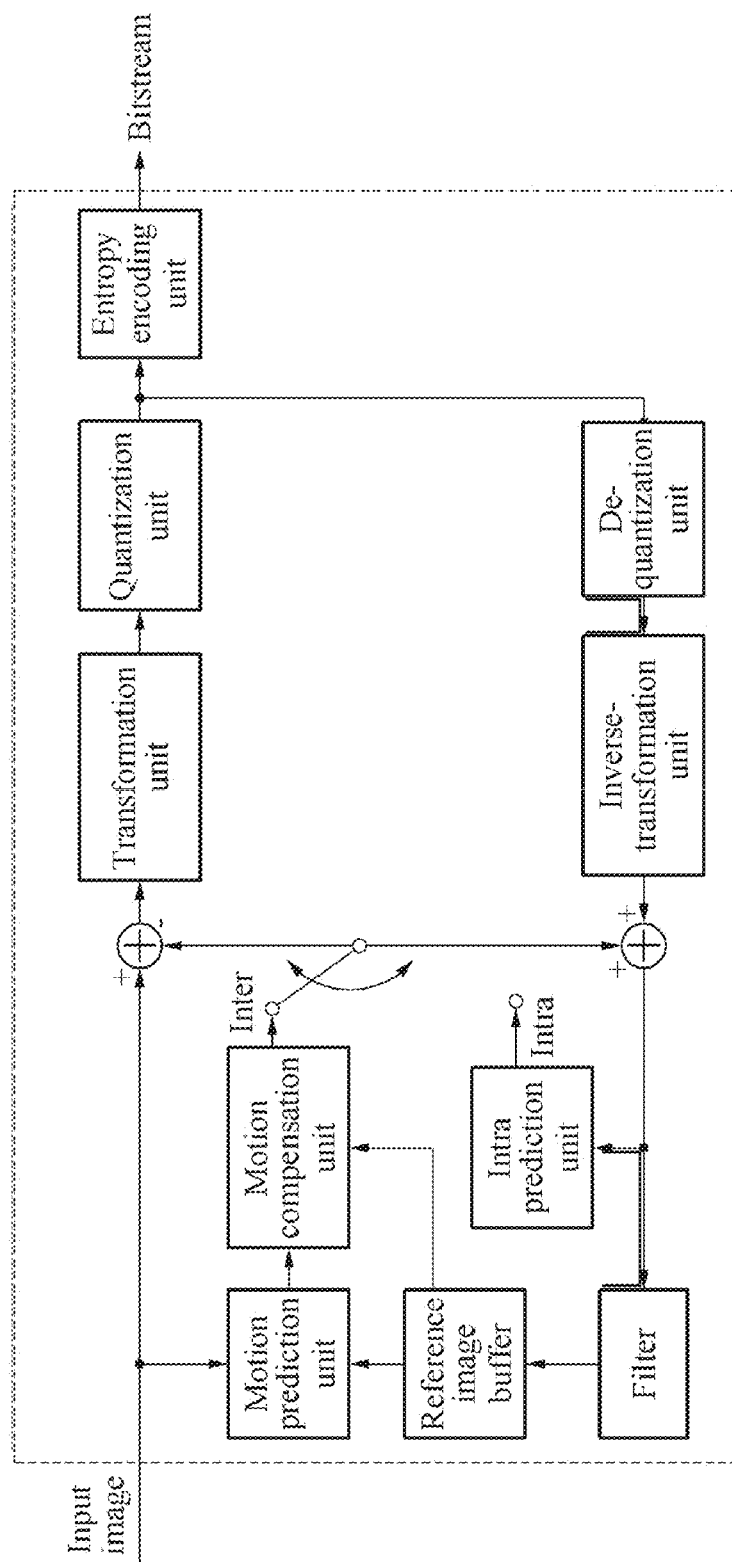 Input
image
+
-
Transformation
unit
Quantization
unit
Entropy
encoding
unit
Bitstream
Motion
prediction
unit
Motion
compensation
unit
Inter
Reference
image
buffer
Intra
prediction
unit
Intra
Filter
+
+
Inverse-
transformation
unit
De-
quantization
unit